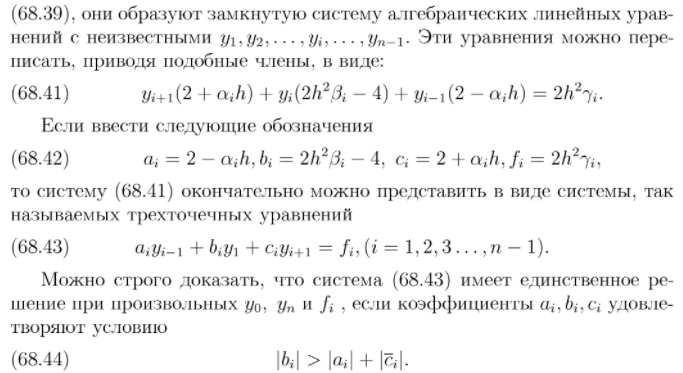 (68.39), они образуют замкнутую систему алгебраических линейных урав-
нений с неизвестными y₁, y₂, . . . , yᵢ, . . . , yₙ₋₁. Эти уравнения можно пере-
писать, приводя подобные члены, в виде:
(68.41) yᵢ₊₁(2 + αᵢh) + yᵢ(2h²βᵢ − 4) + yᵢ₋₁(2 − αᵢh) = 2h²γᵢ.
Если ввести следующие обозначения
(68.42) aᵢ = 2 − αᵢh, bᵢ = 2h²βᵢ − 4, cᵢ = 2 + αᵢh, fᵢ = 2h²γᵢ,
то систему (68.41) окончательно можно представить в виде системы, так
называемых трехточечных уравнений
(68.43) aᵢyᵢ₋₁ + bᵢy₁ + cᵢyᵢ₊₁ = fᵢ, (i = 1, 2, 3 . . . , n − 1).
Можно строго доказать, что система (68.43) имеет единственное ре-
шение при произвольных y₀, yₙ и fᵢ , если коэффициенты aᵢ, bᵢ, cᵢ удовле-
творяют условию
(68.44) |bᵢ| > |aᵢ| + |c̅ᵢ|.